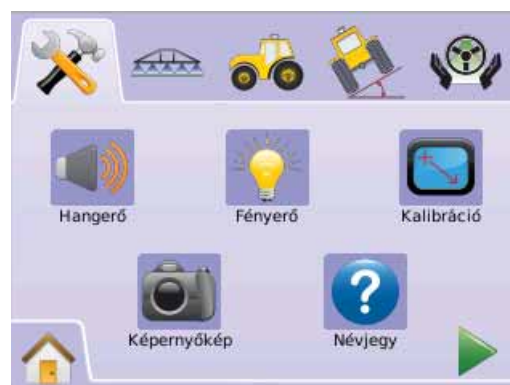 Hangerő
Fényerő
Kalibráció
Képernyőkép
Névjegy